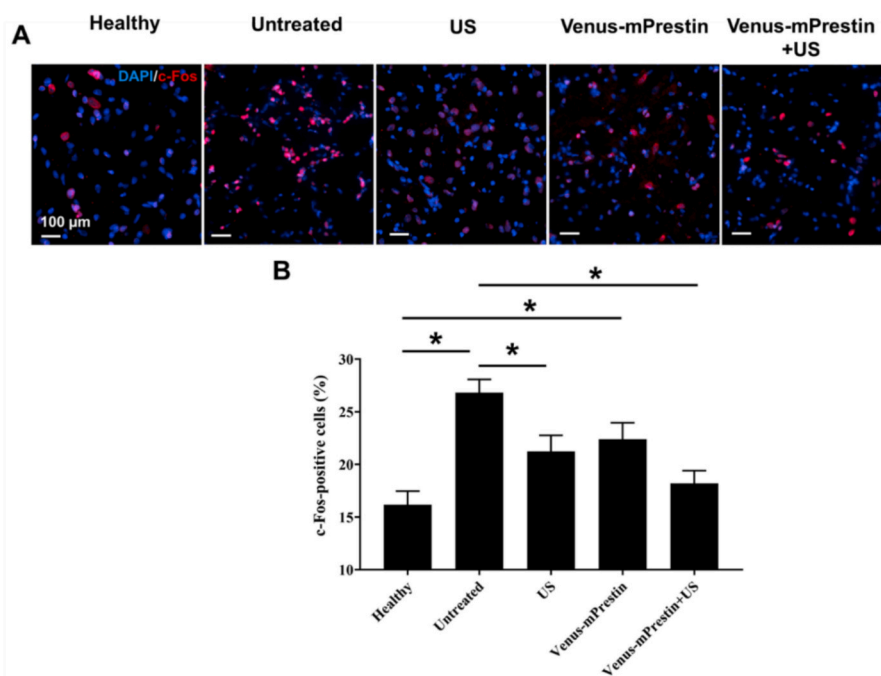 A
Healthy
Untreated
US
Venus-mPrestin
Venus-mPrestin
+US
DAPI/c-Fos
100 μm
B
*
*
*
*
c-Fos-positive cells (%)
30
25
20
15
10
Healthy
Untreated
US
Venus-mPrestin
Venus-mPrestin+US